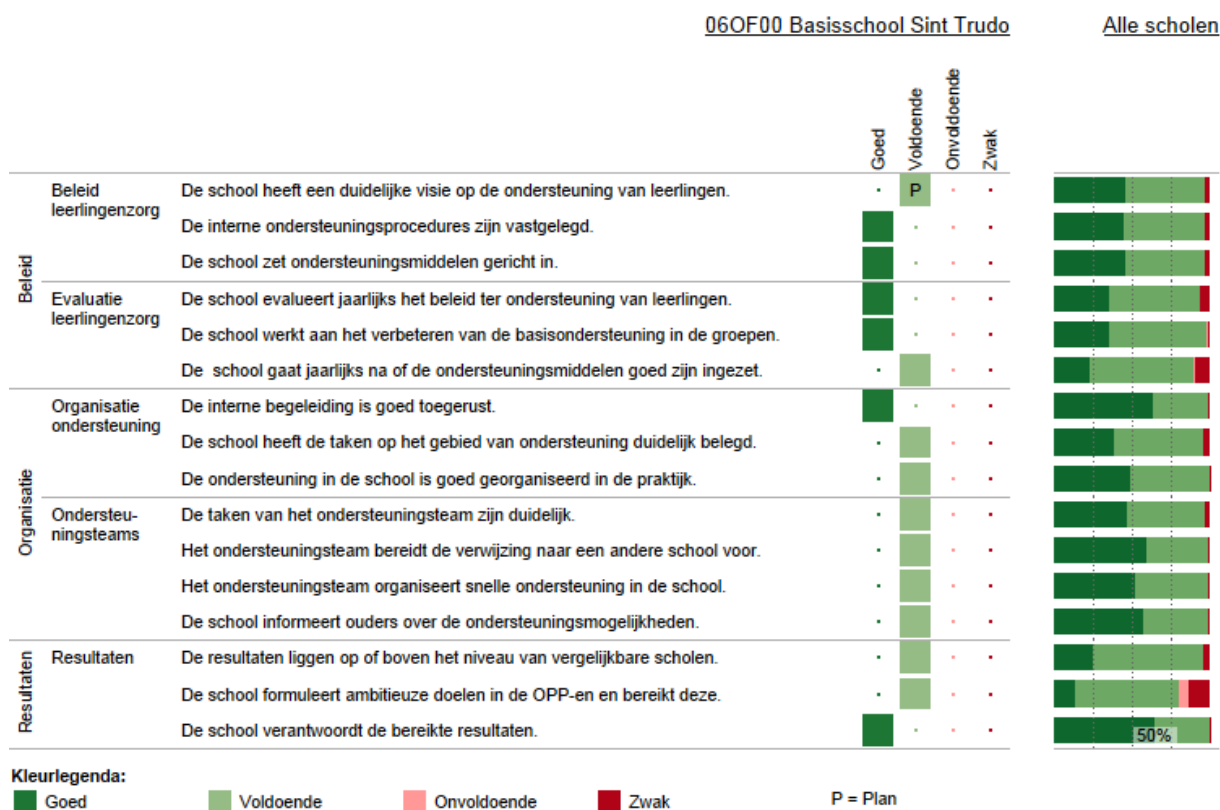 06OF00 Basisschool Sint Trudo
Alle scholen
Goed
Voldoende
Onvoldoende
Zwak
Beleid
Beleid
leerlingenzorg
De school heeft een duidelijke visie op de ondersteuning van leerlingen.
P
De interne ondersteuningsprocedures zijn vastgelegd.
De school zet ondersteuningsmiddelen gericht in.
Evaluatie
leerlingenzorg
De school evalueert jaarlijks het beleid ter ondersteuning van leerlingen.
De school werkt aan het verbeteren van de basisondersteuning in de groepen.
De school gaat jaarlijks na of de ondersteuningsmiddelen goed zijn ingezet.
Organisatie
Organisatie
ondersteuning
De interne begeleiding is goed toegerust.
De school heeft de taken op het gebied van ondersteuning duidelijk belegd.
De ondersteuning in de school is goed georganiseerd in de praktijk.
Ondersteu-
ningsteams
De taken van het ondersteuningsteam zijn duidelijk.
Het ondersteuningsteam bereidt de verwijzing naar een andere school voor.
Het ondersteuningsteam organiseert snelle ondersteuning in de school.
De school informeert ouders over de ondersteuningsmogelijkheden.
Resultaten
Resultaten
De resultaten liggen op of boven het niveau van vergelijkbare scholen.
De school formuleert ambitieuze doelen in de OPP-en en bereikt deze.
De school verantwoordt de bereikte resultaten.
50%
Kleurlegenda:
Goed
Voldoende
Onvoldoende
Zwak
P = Plan